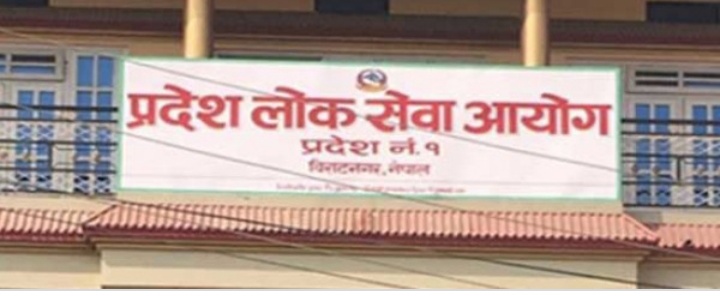 प्रदेश लोक सेवा आयोग
प्रदेश नं. १
विराटनगर, नेपाल